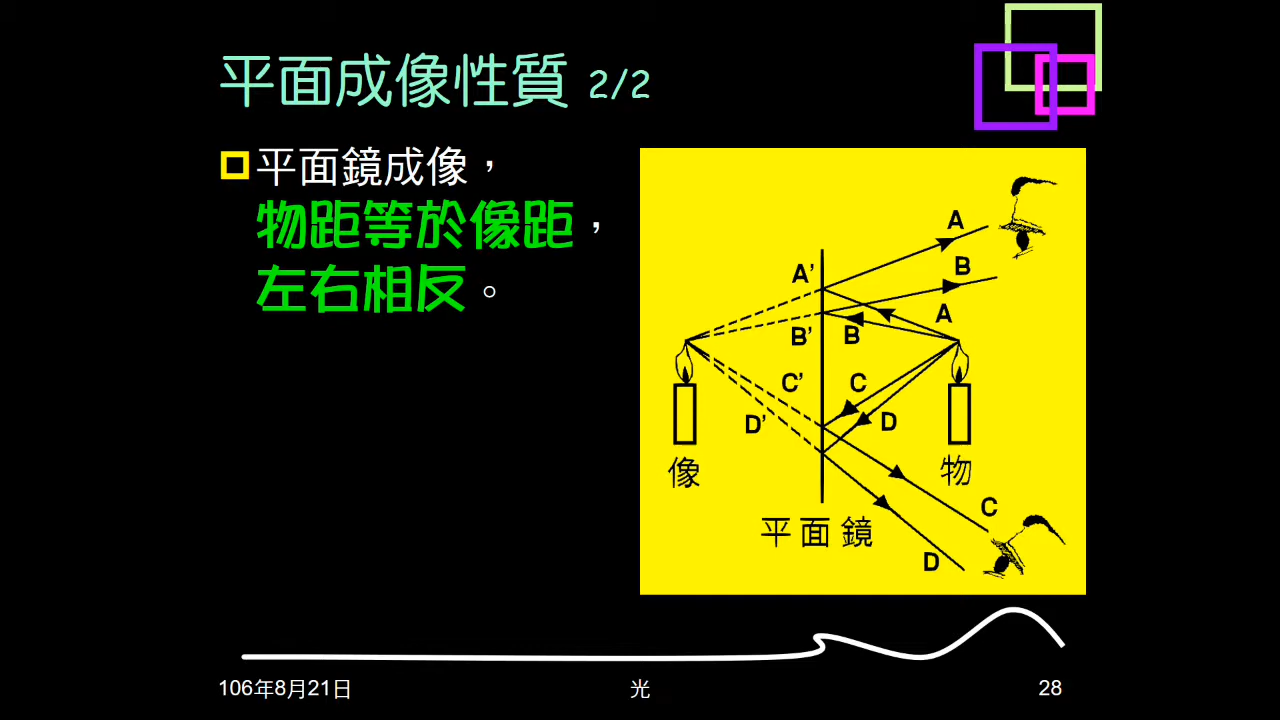 平面成像性質 2/2
平面鏡成像，
物距等於像距，
左右相反。
A
B
A'
A
B'
B
C'
C
D'
D
像
物
平面鏡
C
D
106年8月21日
光
28